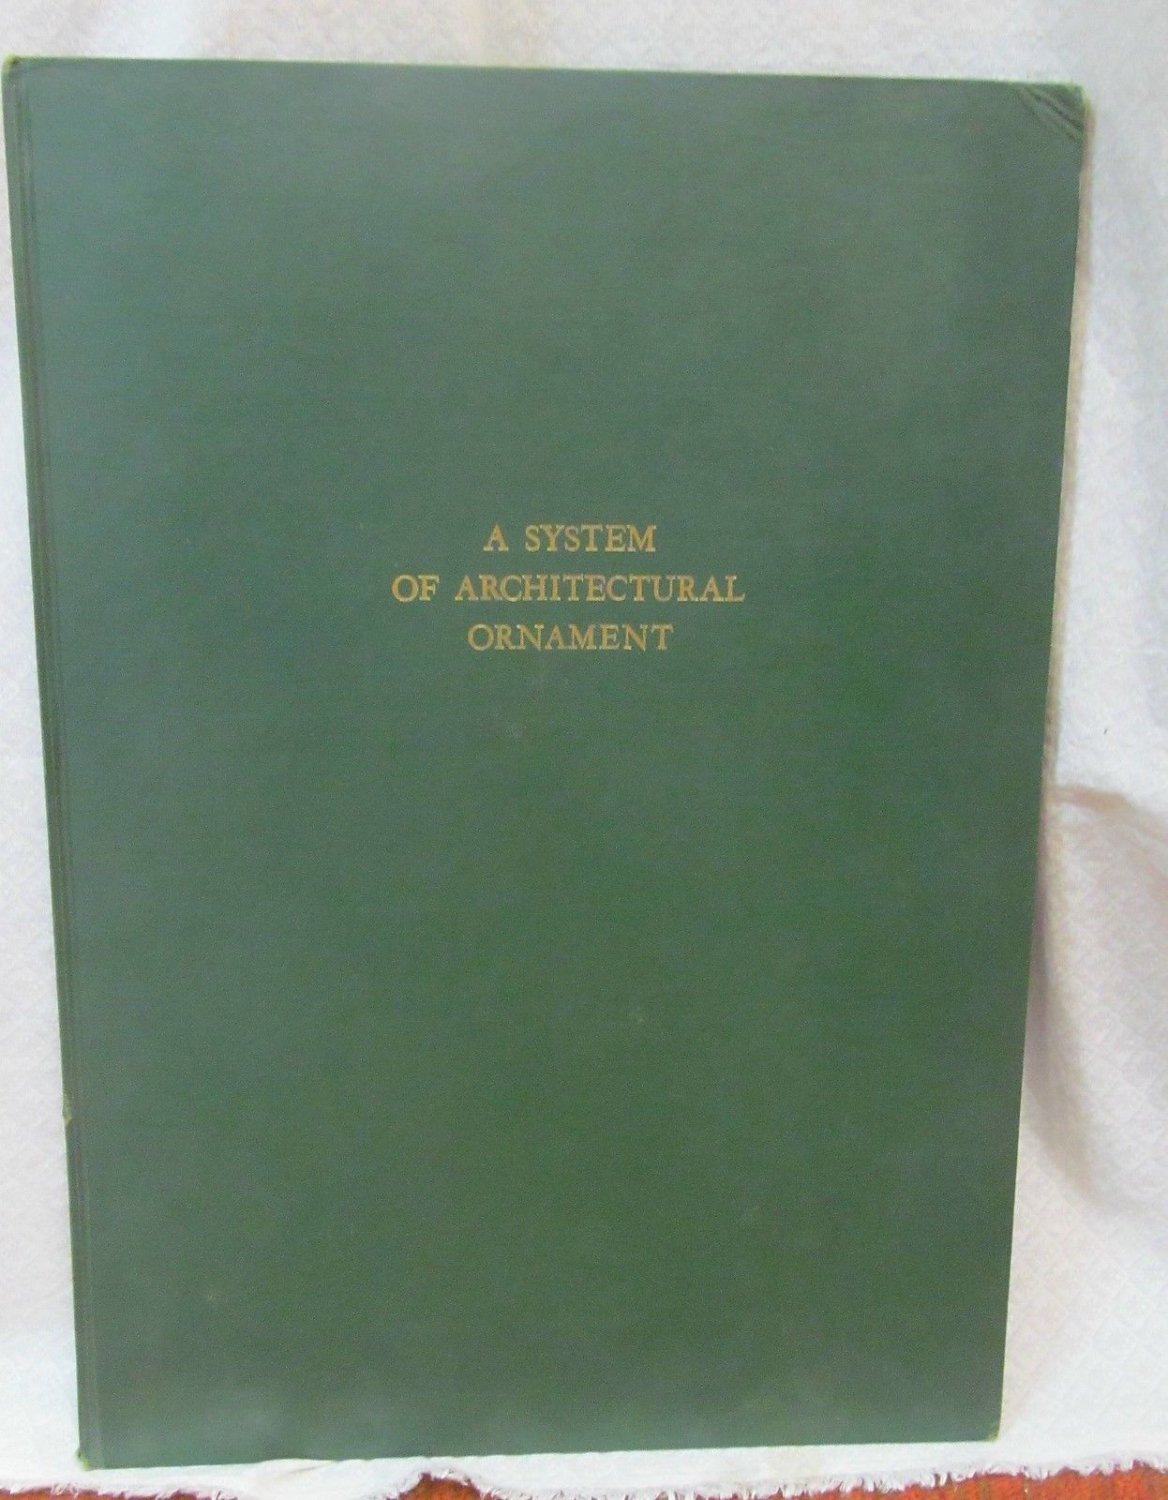 A SYSTEM
OF ARCHITECTURAL
ORNAMENT